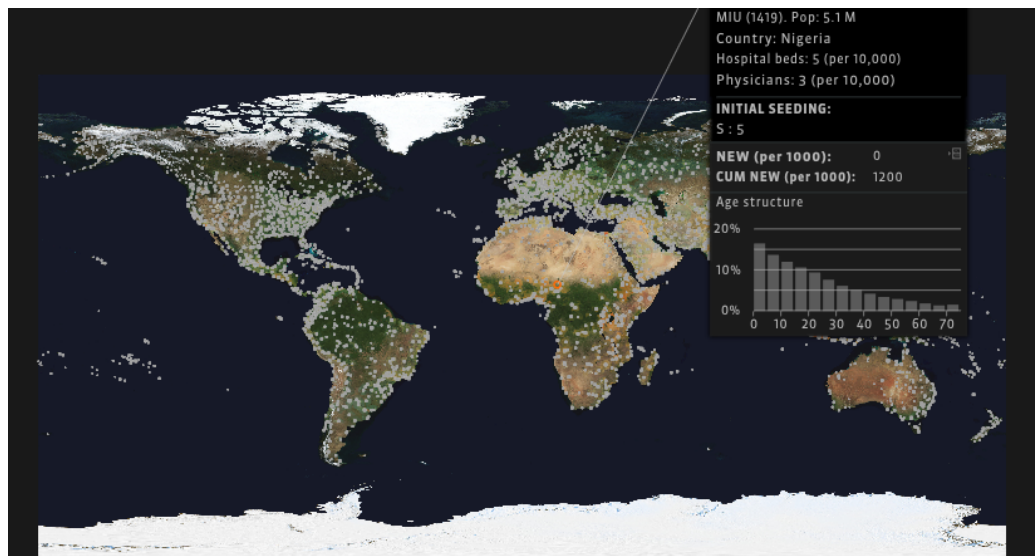 MIU (1419). Pop: 5.1 M
Country: Nigeria
Hospital beds: 5 (per 10,000)
Physicians: 3 (per 10,000)
INITIAL SEEDING:
S : 5
NEW (per 1000): 0
CUM NEW (per 1000): 1200
Age structure
20%
10%
0%
0 10 20 30 40 50 60 70